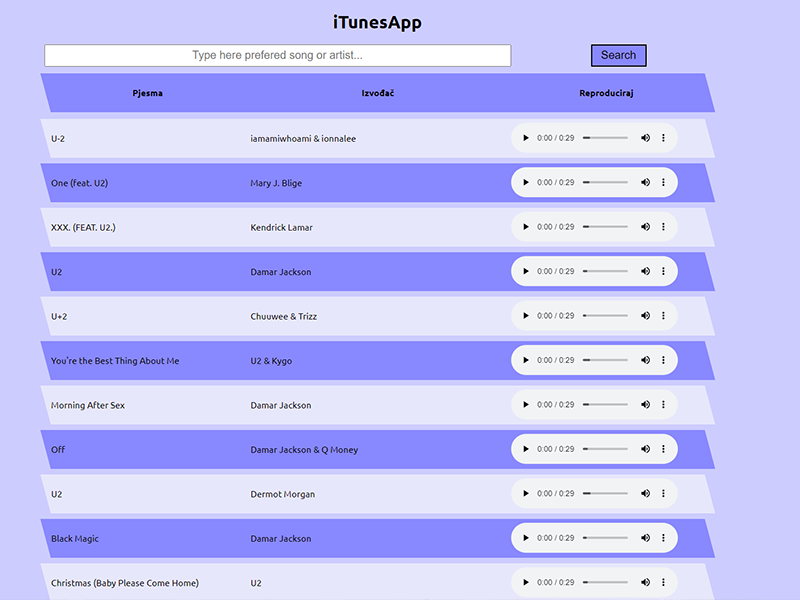 iTunesApp
Type here prefered song or artist... Search
Pjesma Izvođač Reproduciraj
U-2 iamamiwhoami & ionnalee 0:00 / 0:29
One (feat. U2) Mary J. Blige 0:00 / 0:29
XXX. (FEAT. U2.) Kendrick Lamar 0:00 / 0:29
U2 Damar Jackson 0:00 / 0:29
U+2 Chuuwee & Trizz 0:00 / 0:29
You're the Best Thing About Me U2 & Kygo 0:00 / 0:29
Morning After Sex Damar Jackson 0:00 / 0:29
Off Damar Jackson & Q Money 0:00 / 0:29
U2 Dermot Morgan 0:00 / 0:29
Black Magic Damar Jackson 0:00 / 0:29
Christmas (Baby Please Come Home) U2 0:00 / 0:29